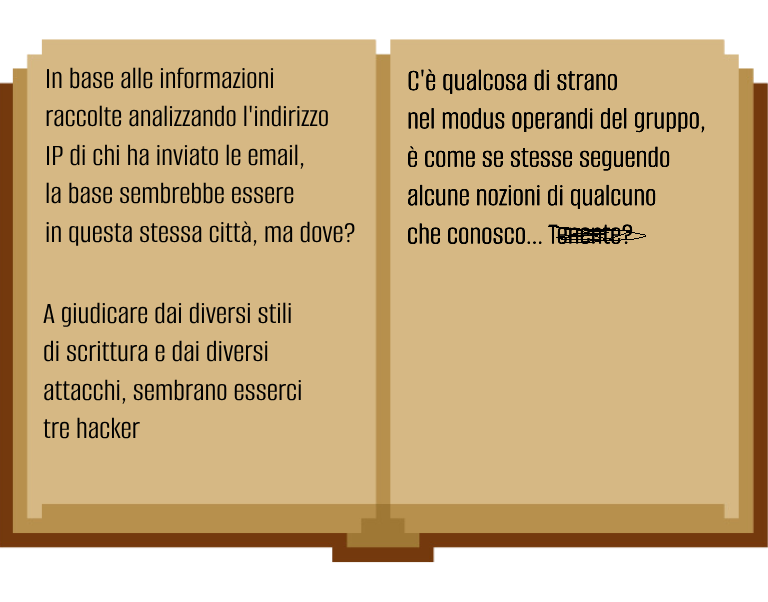 In base alle informazioni
raccolte analizzando l'indirizzo
IP di chi ha inviato le email,
la base sembrebbe essere
in questa stessa città, ma dove?
A giudicare dai diversi stili
di scrittura e dai diversi
attacchi, sembrano esserci
tre hacker
C'è qualcosa di strano
nel modus operandi del gruppo,
è come se stesse seguendo
alcune nozioni di qualcuno
che conosco... Tenente?